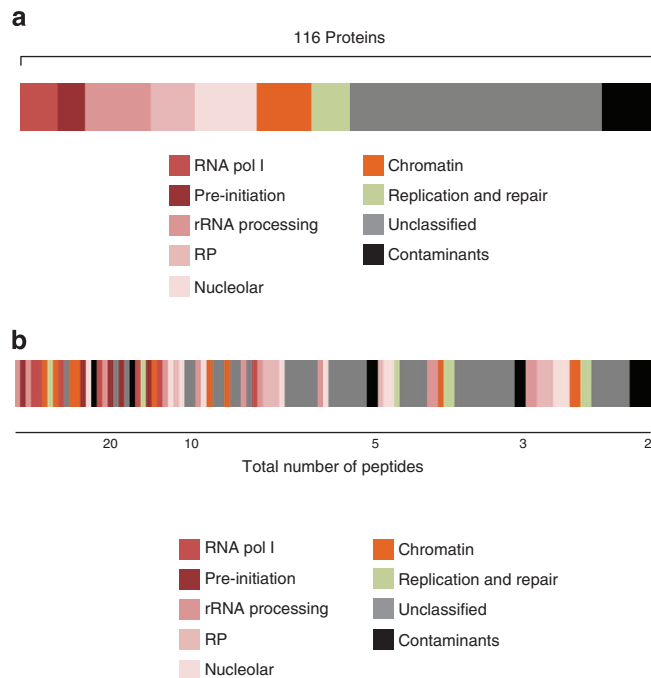 a
116 Proteins
RNA pol I
Pre-initiation
rRNA processing
RP
Nucleolar
Chromatin
Replication and repair
Unclassified
Contaminants
b
20 10 5 3 2
Total number of peptides
RNA pol I
Pre-initiation
rRNA processing
RP
Nucleolar
Chromatin
Replication and repair
Unclassified
Contaminants